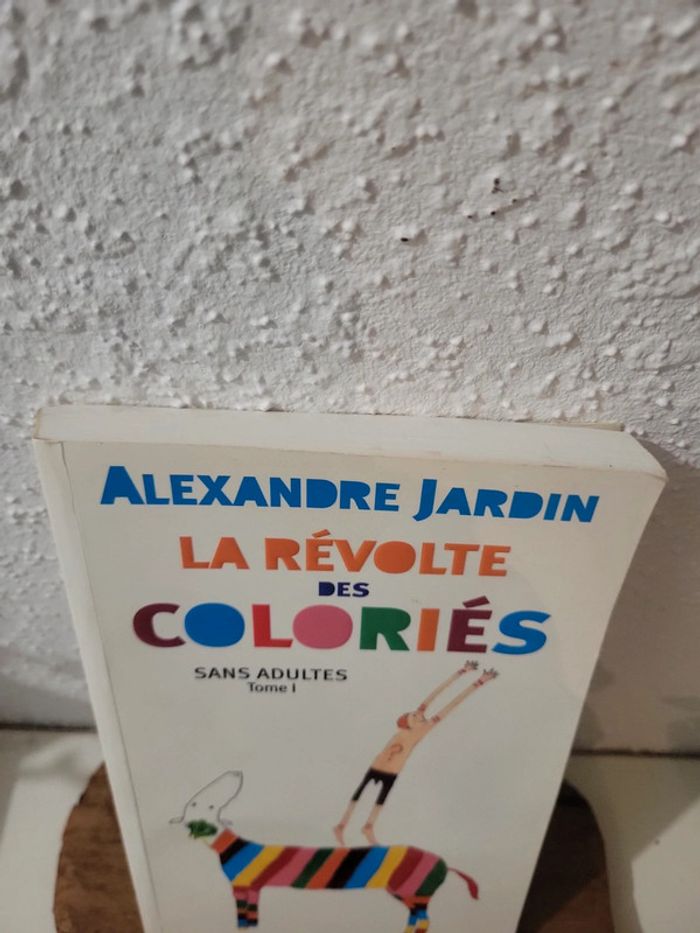 ALEXANDRE JARDIN
LA RÉVOLTE
DES
COLORIÉS
SANS ADULTES
Tome I